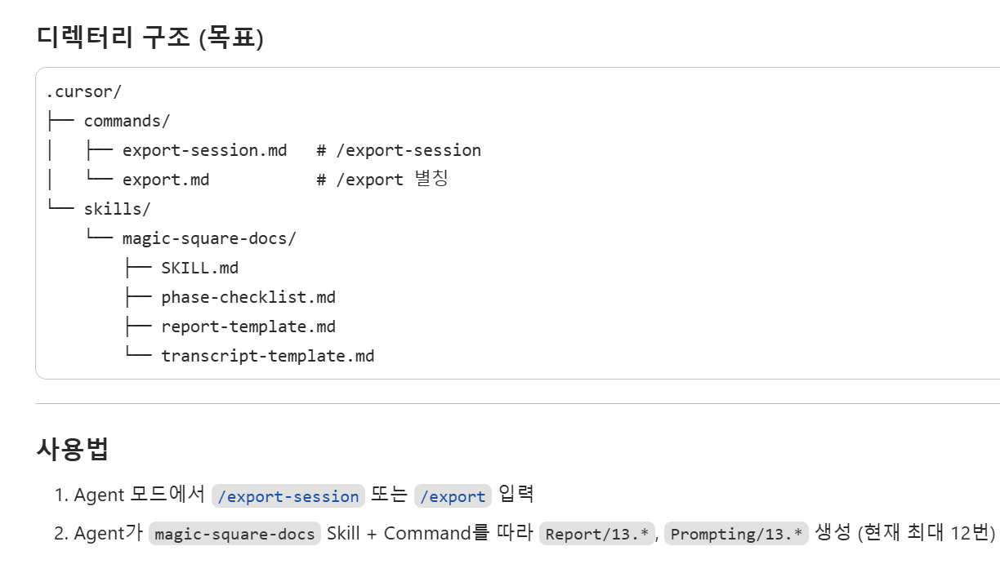 디렉터리 구조 (목표)
.cursor/
├── commands/
│   ├── export-session.md   # /export-session
│   └── export.md           # /export 별칭
└── skills/
    └── magic-square-docs/
        ├── SKILL.md
        ├── phase-checklist.md
        ├── report-template.md
        └── transcript-template.md
사용법
1. Agent 모드에서 /export-session 또는 /export 입력
2. Agent가 magic-square-docs Skill + Command를 따라 Report/13.*, Prompting/13.* 생성 (현재 최대 12번)